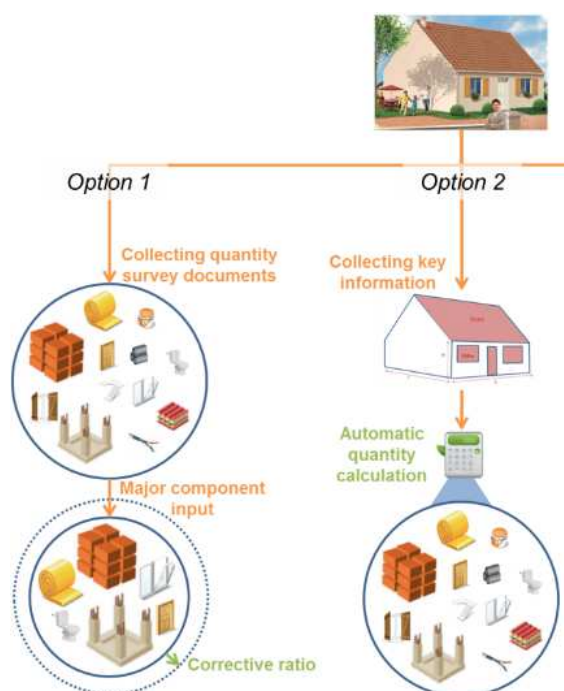 Option 1
Option 2
Collecting quantity
survey documents
Collecting key
information
Automatic
quantity
calculation
Major component
input
Corrective ratio